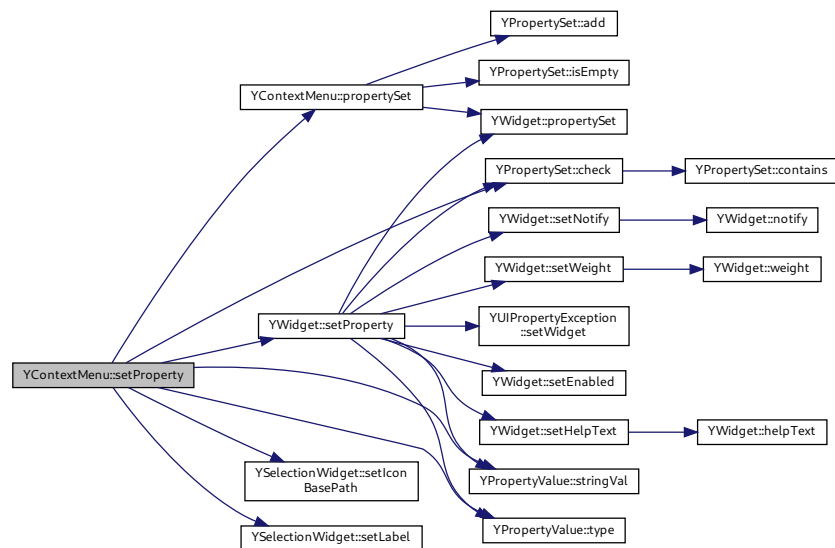 YPropertySet::add
YPropertySet::isEmpty
YContextMenu::propertySet
YWidget::propertySet
YPropertySet::check
YPropertySet::contains
YWidget::setNotify
YWidget::notify
YWidget::setWeight
YWidget::weight
YWidget::setProperty
YUIPropertyException
::setWidget
YContextMenu::setProperty
YWidget::setEnabled
YWidget::setHelpText
YWidget::helpText
YSelectionWidget::setIcon
BasePath
YPropertyValue::stringVal
YPropertyValue::type
YSelectionWidget::setLabel